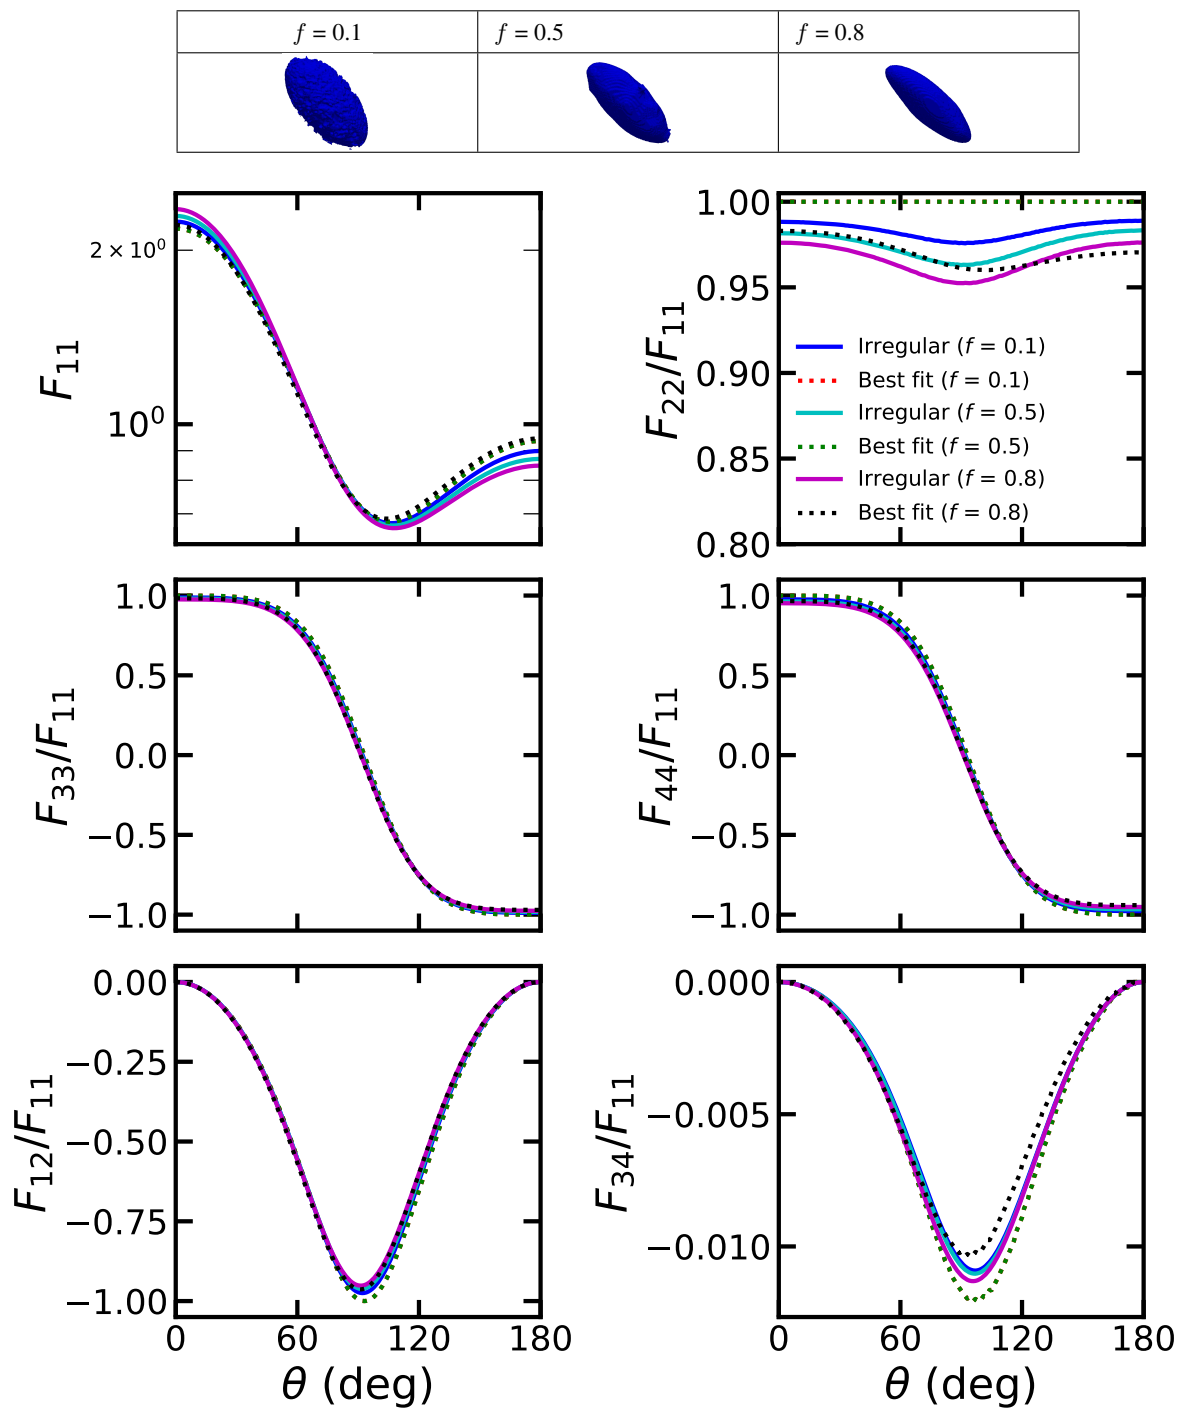 f = 0.1 f = 0.5 f = 0.8
F11
2 × 10^0
10^0
F22/F11
1.00
0.95
0.90
0.85
0.80
Irregular (f = 0.1)
Best fit (f = 0.1)
Irregular (f = 0.5)
Best fit (f = 0.5)
Irregular (f = 0.8)
Best fit (f = 0.8)
F33/F11
1.0
0.5
0.0
−0.5
−1.0
F44/F11
1.0
0.5
0.0
−0.5
−1.0
F12/F11
0.00
−0.25
−0.50
−0.75
−1.00
0 60 120 180
θ (deg)
F34/F11
0.000
−0.005
−0.010
0 60 120 180
θ (deg)